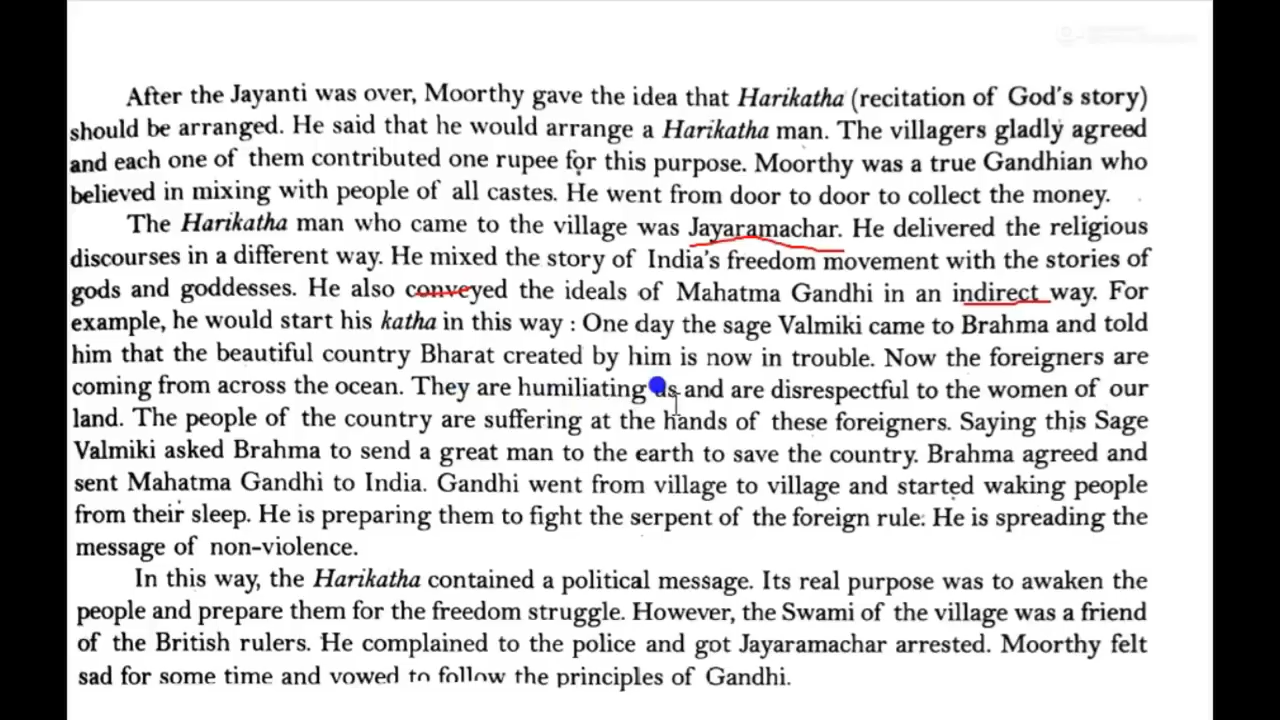 After the Jayanti was over, Moorthy gave the idea that Harikatha (recitation of God's story)
should be arranged. He said that he would arrange a Harikatha man. The villagers gladly agreed
and each one of them contributed one rupee for this purpose. Moorthy was a true Gandhian who
believed in mixing with people of all castes. He went from door to door to collect the money.
The Harikatha man who came to the village was Jayaramachar. He delivered the religious
discourses in a different way. He mixed the story of India's freedom movement with the stories of
gods and goddesses. He also conveyed the ideals of Mahatma Gandhi in an indirect way. For
example, he would start his katha in this way : One day the sage Valmiki came to Brahma and told
him that the beautiful country Bharat created by him is now in trouble. Now the foreigners are
coming from across the ocean. They are humiliating us and are disrespectful to the women of our
land. The people of the country are suffering at the hands of these foreigners. Saying this Sage
Valmiki asked Brahma to send a great man to the earth to save the country. Brahma agreed and
sent Mahatma Gandhi to India. Gandhi went from village to village and started waking people
from their sleep. He is preparing them to fight the serpent of the foreign rule. He is spreading the
message of non-violence.
In this way, the Harikatha contained a political message. Its real purpose was to awaken the
people and prepare them for the freedom struggle. However, the Swami of the village was a friend
of the British rulers. He complained to the police and got Jayaramachar arrested. Moorthy felt
sad for some time and vowed to follow the principles of Gandhi.